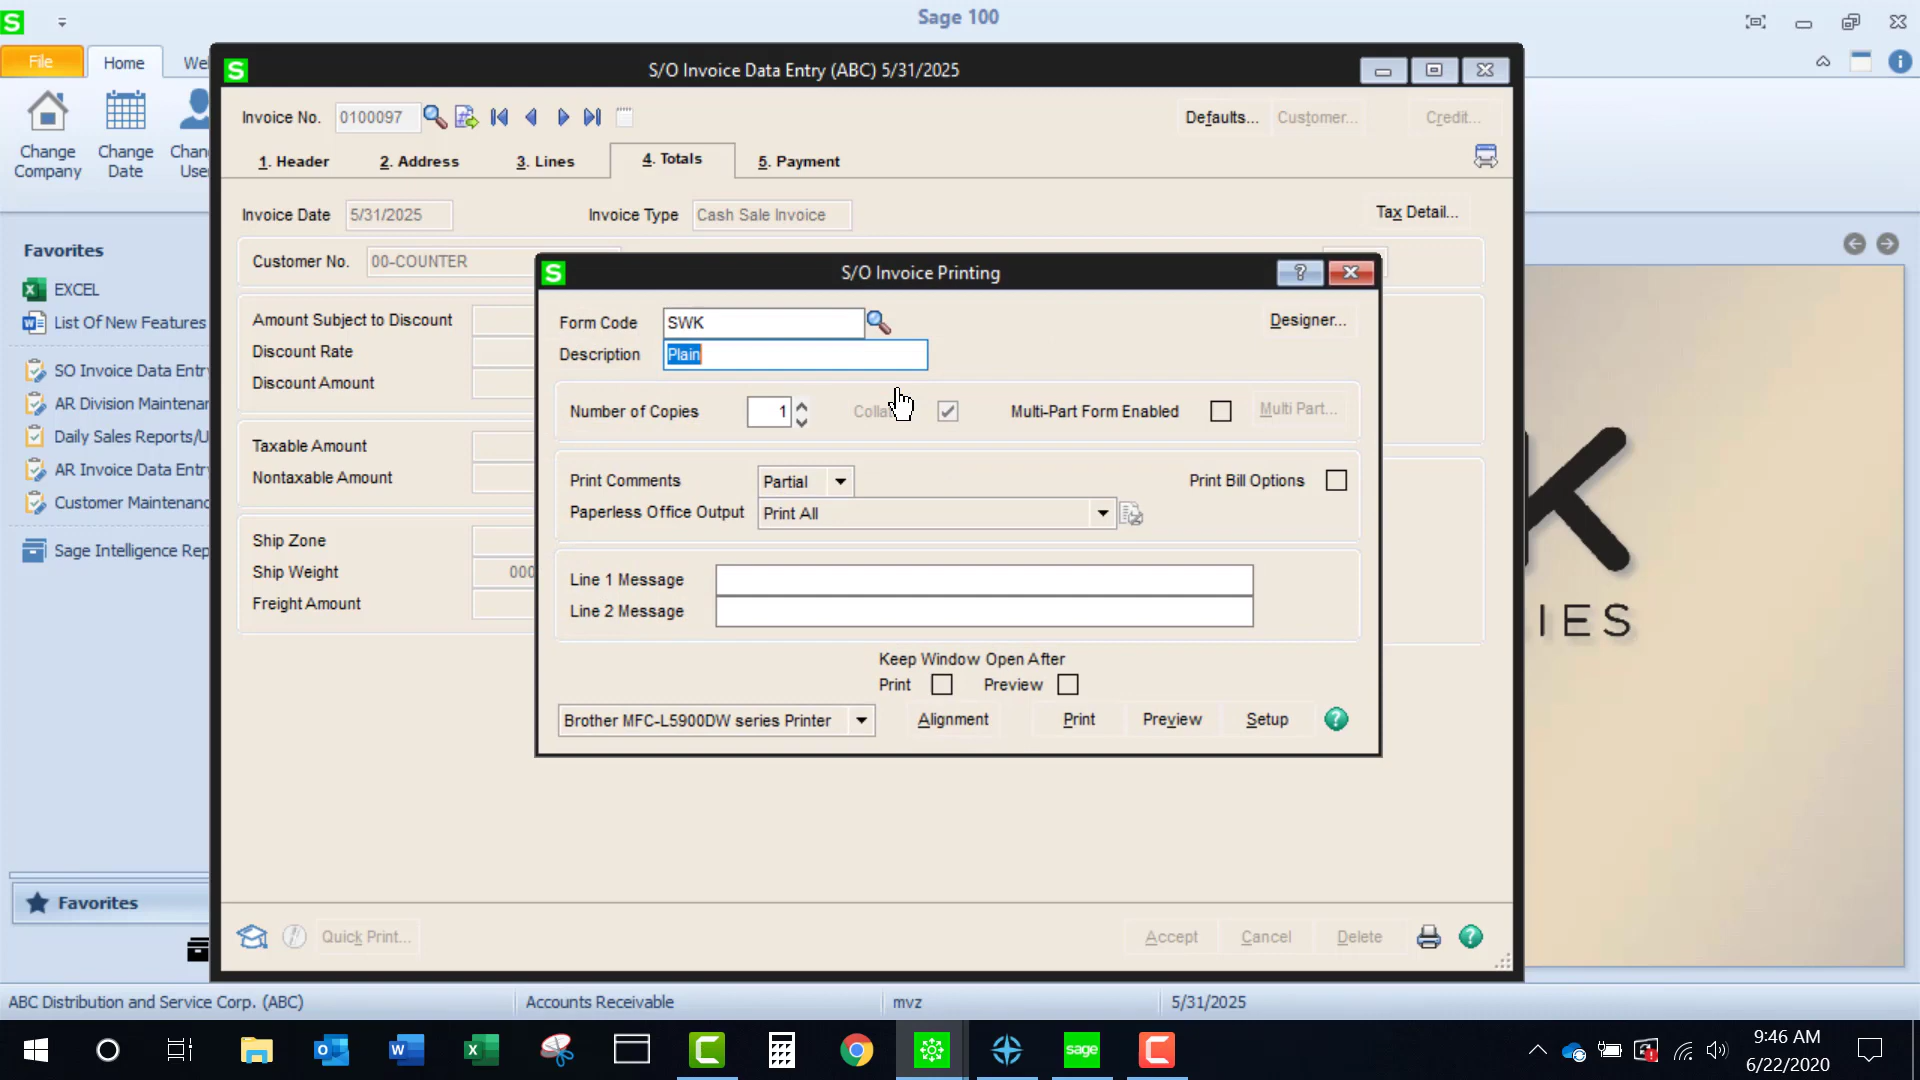 Sage 100
File
Home
We
S/O Invoice Data Entry (ABC) 5/31/2025
Invoice No.
0100097
Defaults...
Customer...
Credit...
Change Company
Change Date
Chan
Use
1. Header
2. Address
3. Lines
4. Totals
5. Payment
Invoice Date
5/31/2025
Invoice Type
Cash Sale Invoice
Tax Detail...
Customer No.
00-COUNTER
Favorites
EXCEL
List Of New Features
SO Invoice Data Entr
AR Division Maintenan
Daily Sales Reports/U
AR Invoice Data Entr
Customer Maintenanc
Sage Intelligence Rep
Amount Subject to Discount
Discount Rate
Discount Amount
Taxable Amount
Nontaxable Amount
Ship Zone
Ship Weight
000
Freight Amount
S/O Invoice Printing
Form Code
SWK
Designer...
Description
Plain
Number of Copies
1
Colla
Multi-Part Form Enabled
Multi Part...
Print Comments
Partial
Print Bill Options
Paperless Office Output
Print All
Line 1 Message
Line 2 Message
Keep Window Open After
Print
Preview
Brother MFC-L5900DW series Printer
Alignment
Print
Preview
Setup
K
IES
Favorites
Quick Print...
Accept
Cancel
Delete
ABC Distribution and Service Corp. (ABC)
Accounts Receivable
mvz
5/31/2025
sage
9:46 AM
6/22/2020